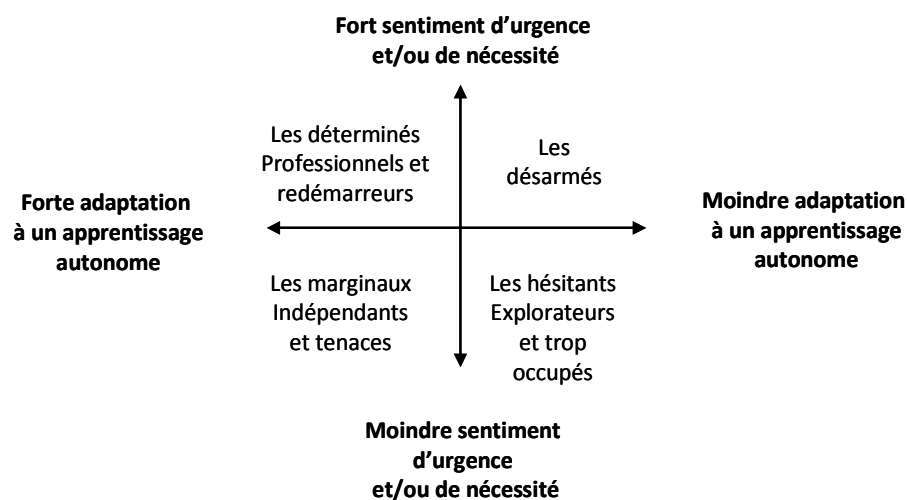 Fort sentiment d’urgence
et/ou de nécessité
Les déterminés
Professionnels et
redémarreurs
Les
désarmés
Forte adaptation
à un apprentissage
autonome
Moindre adaptation
à un apprentissage
autonome
Les marginaux
Indépendants
et tenaces
Les hésitants
Explorateurs
et trop
occupés
Moindre sentiment
d’urgence
et/ou de nécessité